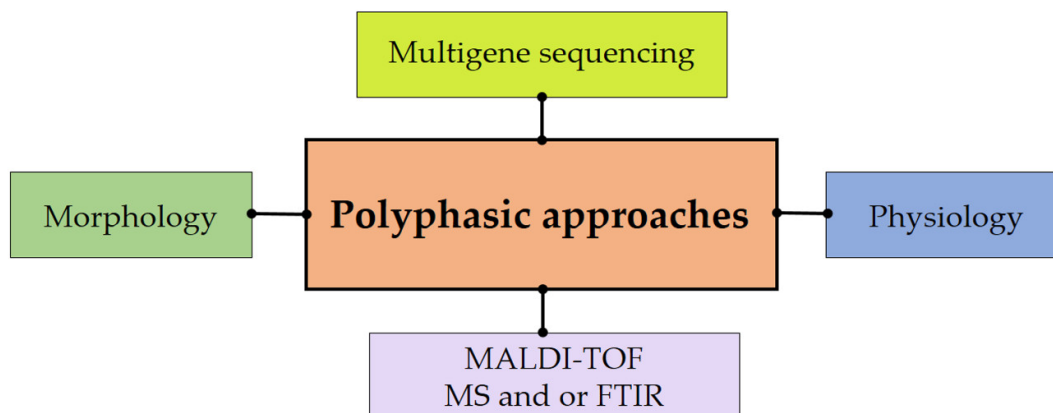 Multigene sequencing
Morphology
Polyphasic approaches
Physiology
MALDI-TOF
MS and or FTIR